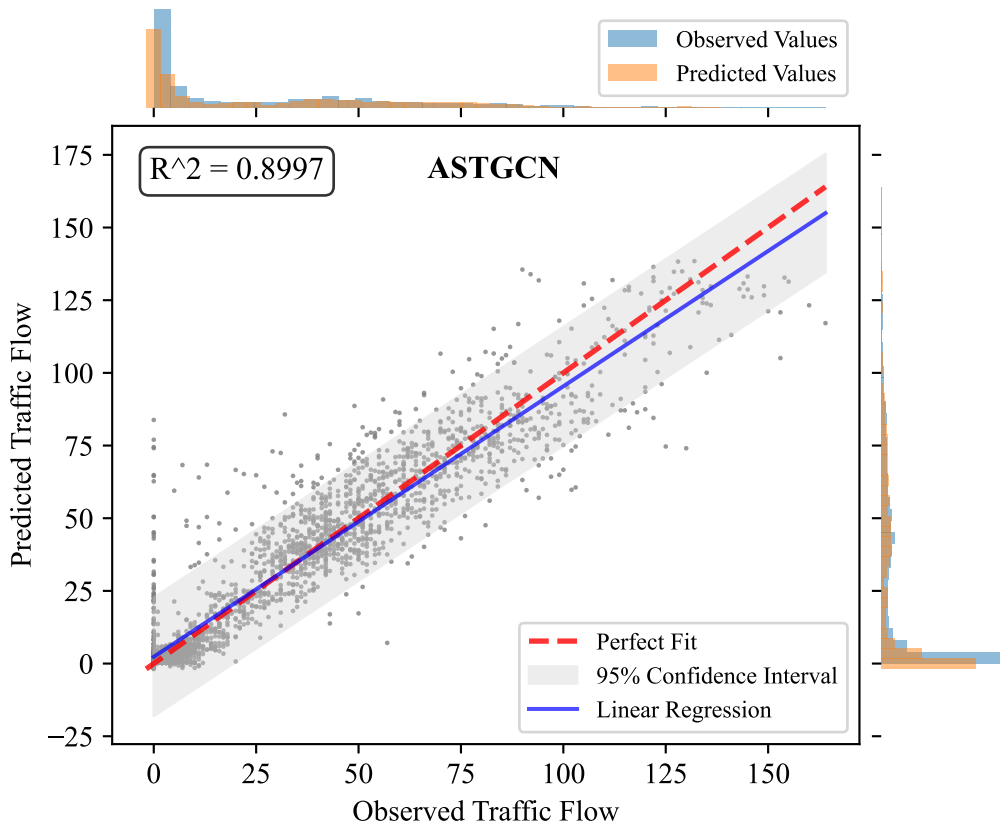 Observed Values
Predicted Values
R^2 = 0.8997
ASTGCN
175
150
125
100
75
50
25
0
−25
Predicted Traffic Flow
Perfect Fit
95% Confidence Interval
Linear Regression
0 25 50 75 100 125 150
Observed Traffic Flow